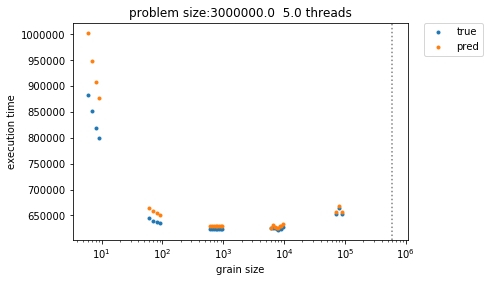 problem size:3000000.0  5.0 threads
true
pred
1000000
950000
900000
850000
800000
750000
700000
650000
execution time
10^1
10^2
10^3
10^4
10^5
10^6
grain size